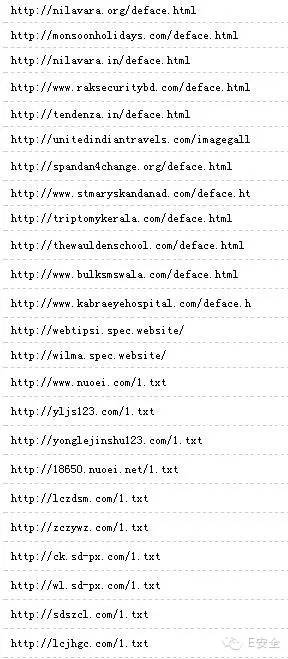 http://nilavara.org/deface.html
http://monsoonholidays.com/deface.html
http://nilavara.in/deface.html
http://www.raksecuritybd.com/deface.html
http://tendenza.in/deface.html
http://unitedindiantravels.com/imagegall
http://spandan4change.org/deface.html
http://www.stmaryskandanad.com/deface.ht
http://triptomykerala.com/deface.html
http://thewauldenschool.com/deface.html
http://www.bulksmswala.com/deface.html
http://www.kabraeyehospital.com/deface.h
http://webtipsi.spec.website/
http://wilma.spec.website/
http://www.nuoei.com/1.txt
http://yljs123.com/1.txt
http://yonglejinshu123.com/1.txt
http://18650.nuoei.net/1.txt
http://lczdsm.com/1.txt
http://zczywz.com/1.txt
http://ck.sd-px.com/1.txt
http://wl.sd-px.com/1.txt
http://sdszcl.com/1.txt
http://lcjhgc.com/1.txt
E安全